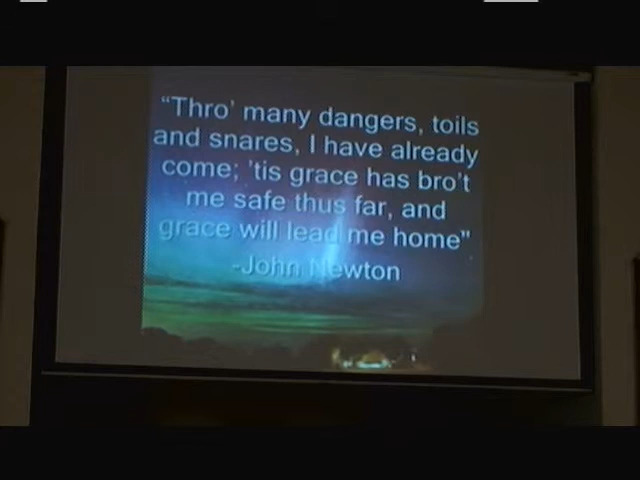 “Thro' many dangers, toils
and snares, I have already
come; 'tis grace has bro't
me safe thus far, and
grace will lead me home”
-John Newton